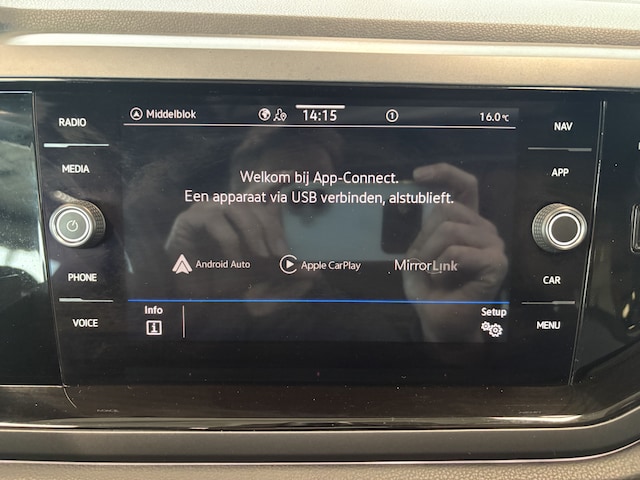 RADIO
MEDIA
PHONE
VOICE
Middelblok
14:15
1
16.0 °C
Welkom bij App-Connect.
Een apparaat via USB verbinden, alstublieft.
Android Auto
Apple CarPlay
MirrorLink
Info
Setup
NAV
APP
CAR
MENU